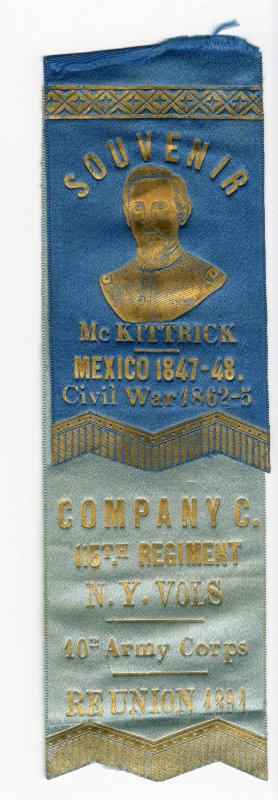 SOUVENIR
McKITTRICK
MEXICO 1847-48.
Civil War 1862-5
COMPANY C.
115TH REGIMENT
N.Y. VOLS
10TH Army Corps
REUNION 1891